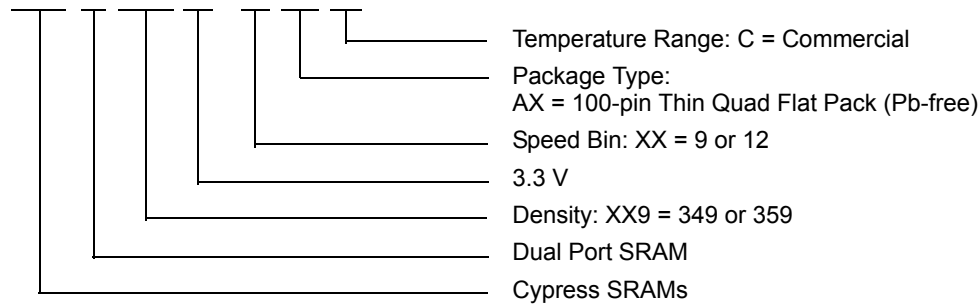 Temperature Range: C = Commercial
Package Type:
AX = 100-pin Thin Quad Flat Pack (Pb-free)
Speed Bin: XX = 9 or 12
3.3 V
Density: XX9 = 349 or 359
Dual Port SRAM
Cypress SRAMs